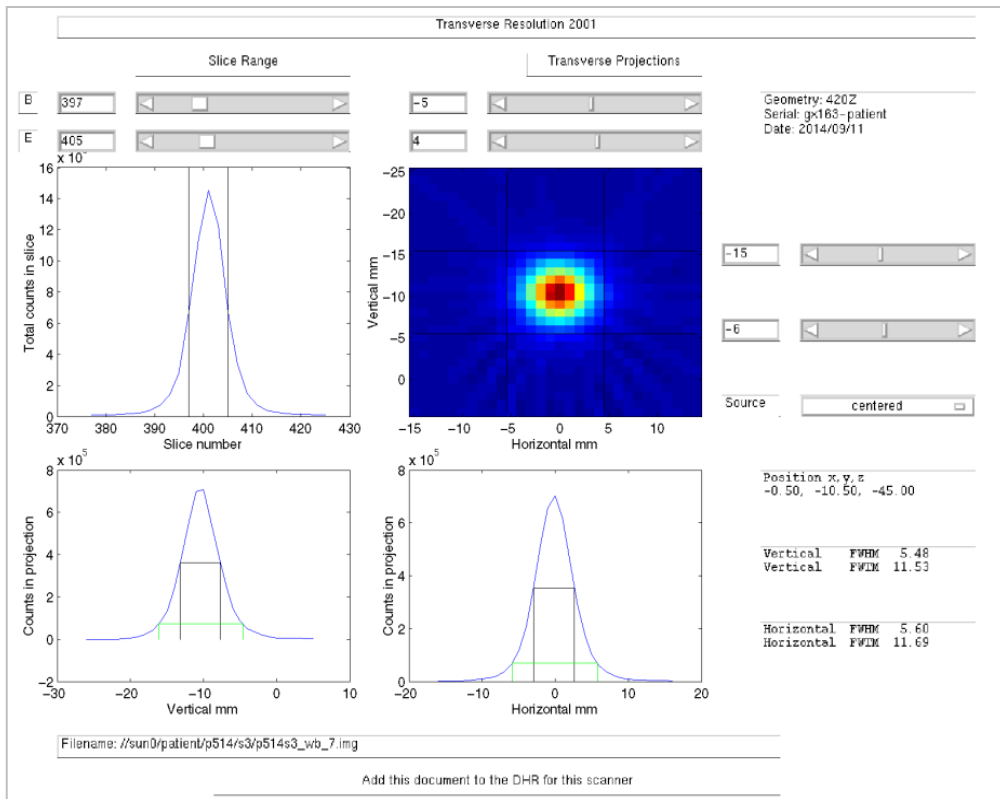 Transverse Resolution 2001
Slice Range
Transverse Projections
B 397
-5
E 405
4
Geometry: 420Z
Serial: gx163-patient
Date: 2014/09/11
16
14
12
10
8
6
4
2
0
Total counts in slice
370 380 390 400 410 420 430
Slice number
-25
-20
-15
-10
-5
0
Vertical mm
-15 -10 -5 0 5 10
Horizontal mm
-15
-6
Source centered
x 10^5
8
6
4
2
0
-2
Counts in projection
-30 -20 -10 0 10
Vertical mm
x 10^5
8
6
4
2
0
Counts in projection
-20 -10 0 10 20
Horizontal mm
Position x,y,z
-0.50, -10.50, -45.00
Vertical FWHM 5.48
Vertical FWTM 11.53
Horizontal FWHM 5.60
Horizontal FWTM 11.69
Filename: //sun0/patient/p514/s3/p514s3_wb_7.img
Add this document to the DHR for this scanner